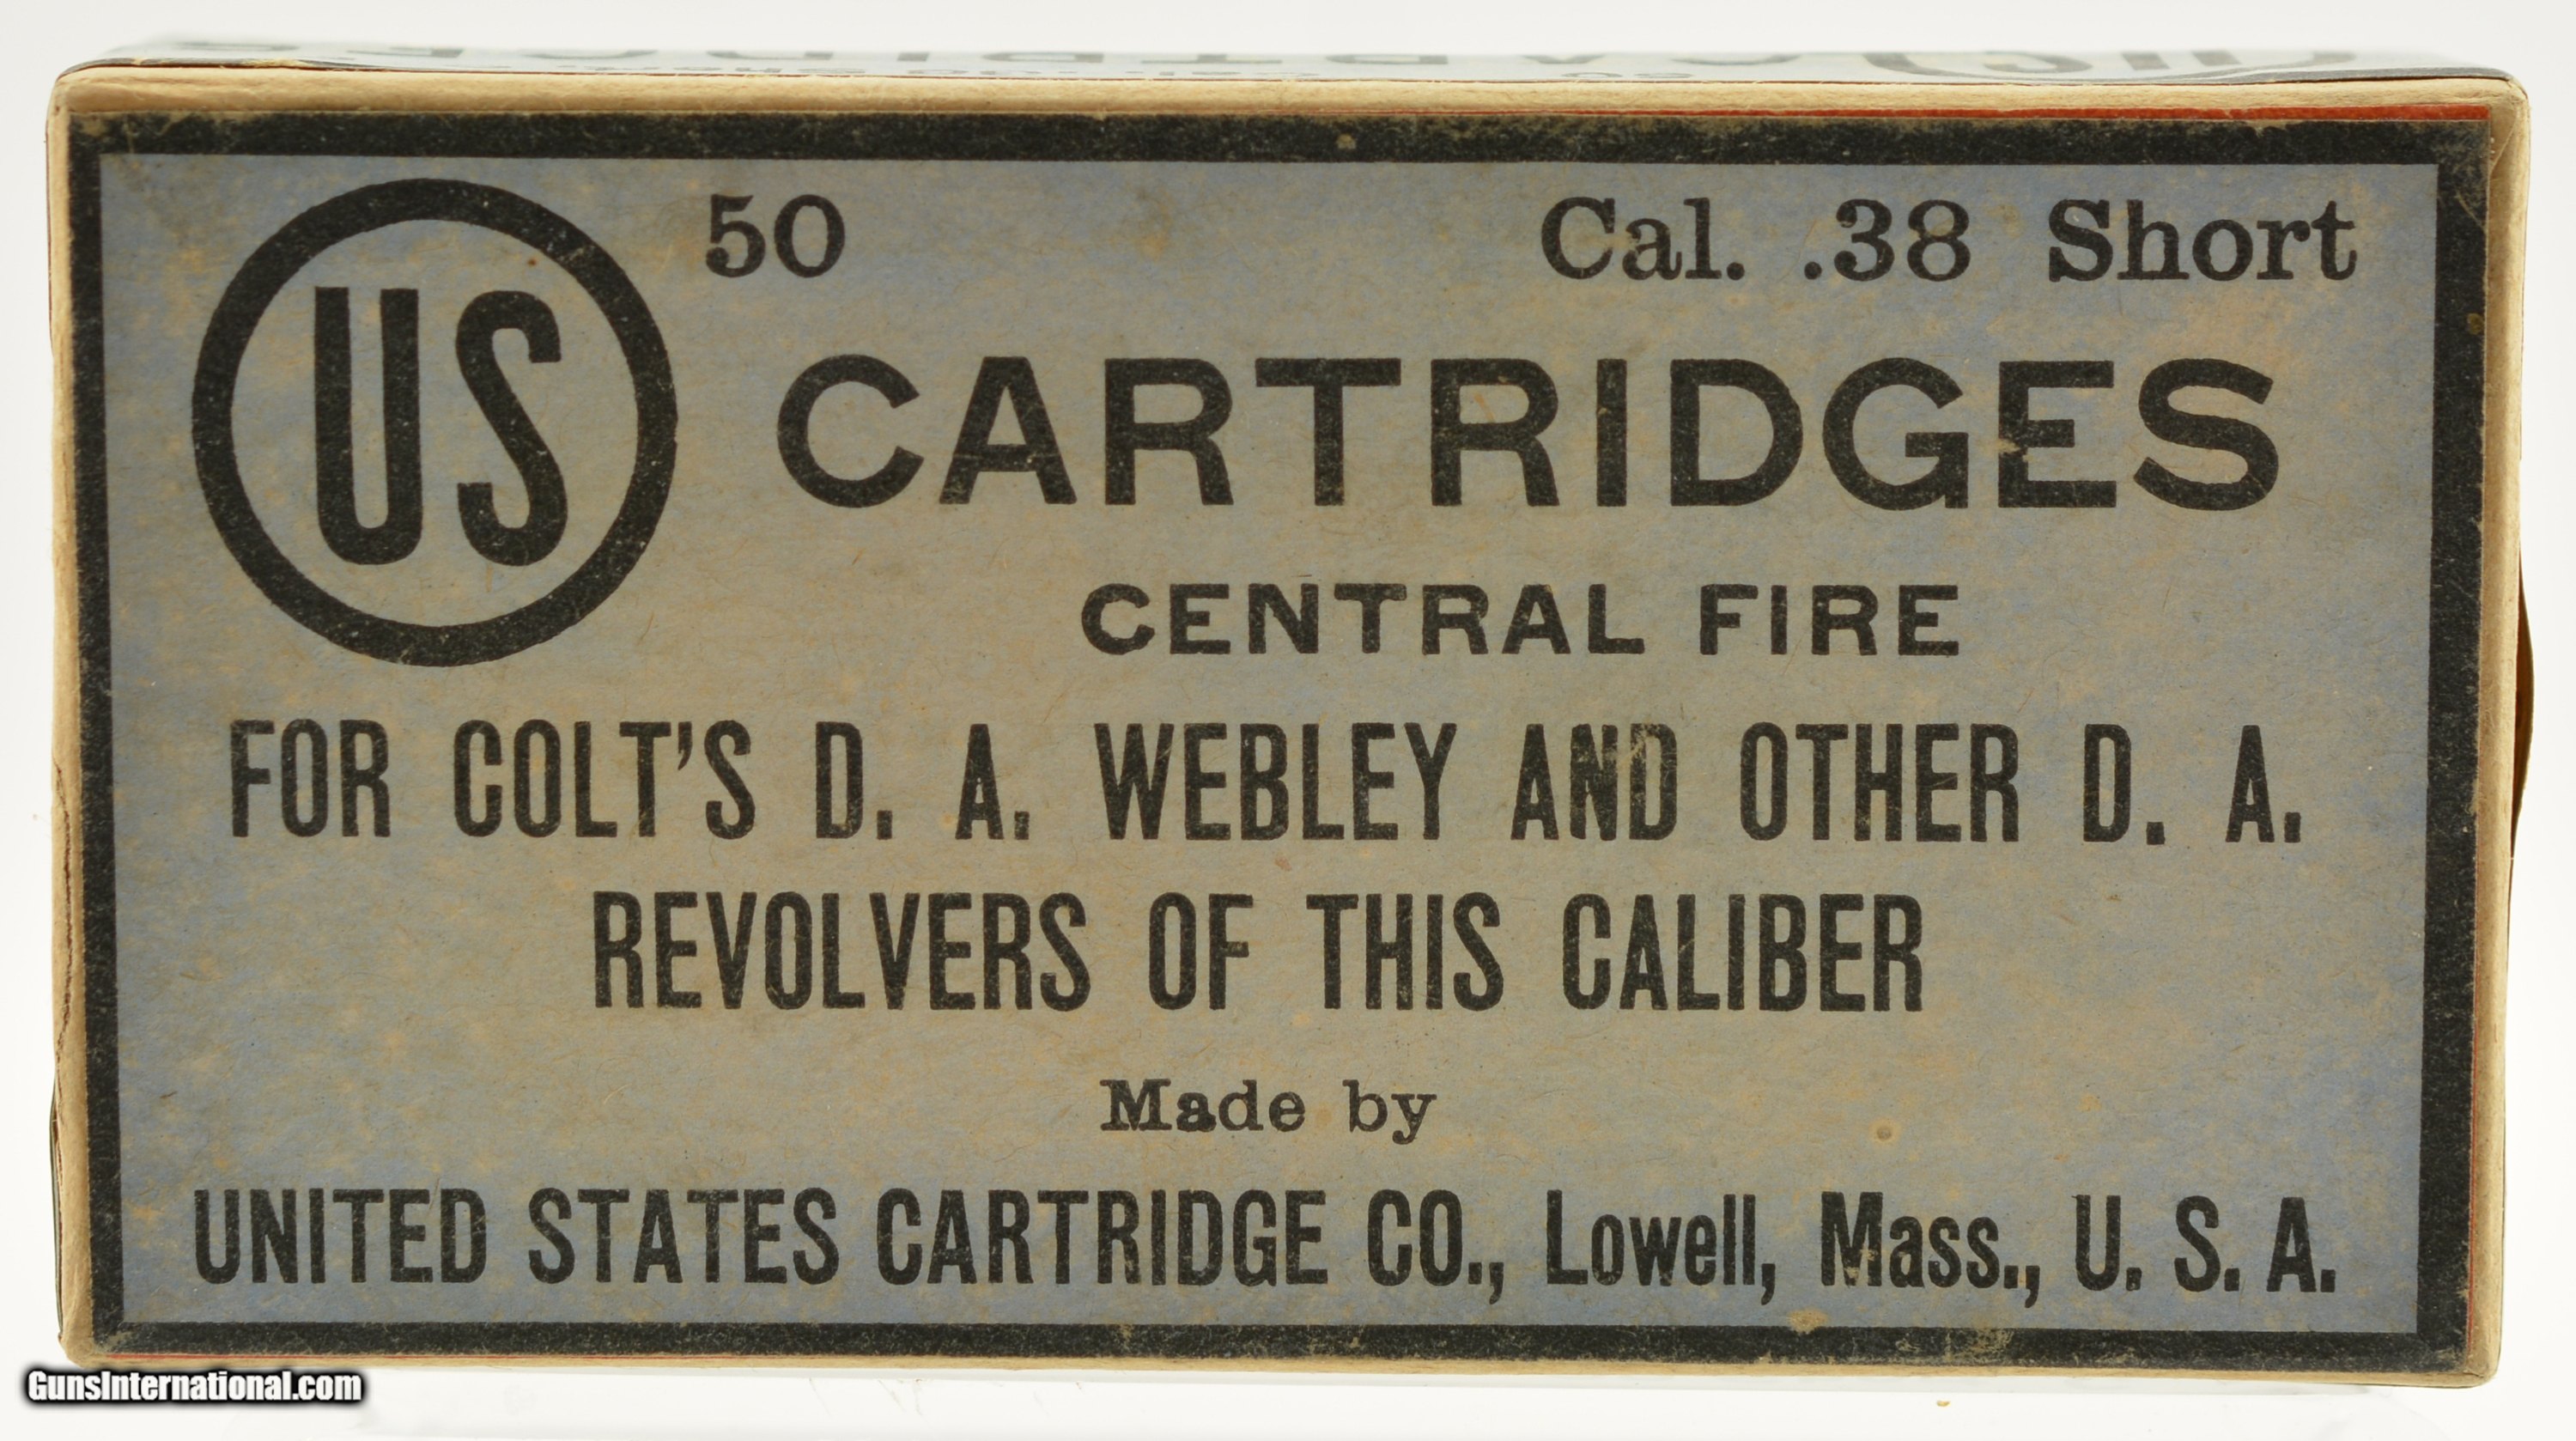 US
50 Cal. .38 Short
CARTRIDGES
CENTRAL FIRE
FOR COLT'S D. A. WEBLEY AND OTHER D. A.
REVOLVERS OF THIS CALIBER
Made by
UNITED STATES CARTRIDGE CO., Lowell, Mass., U. S. A.
GunsInternational.com